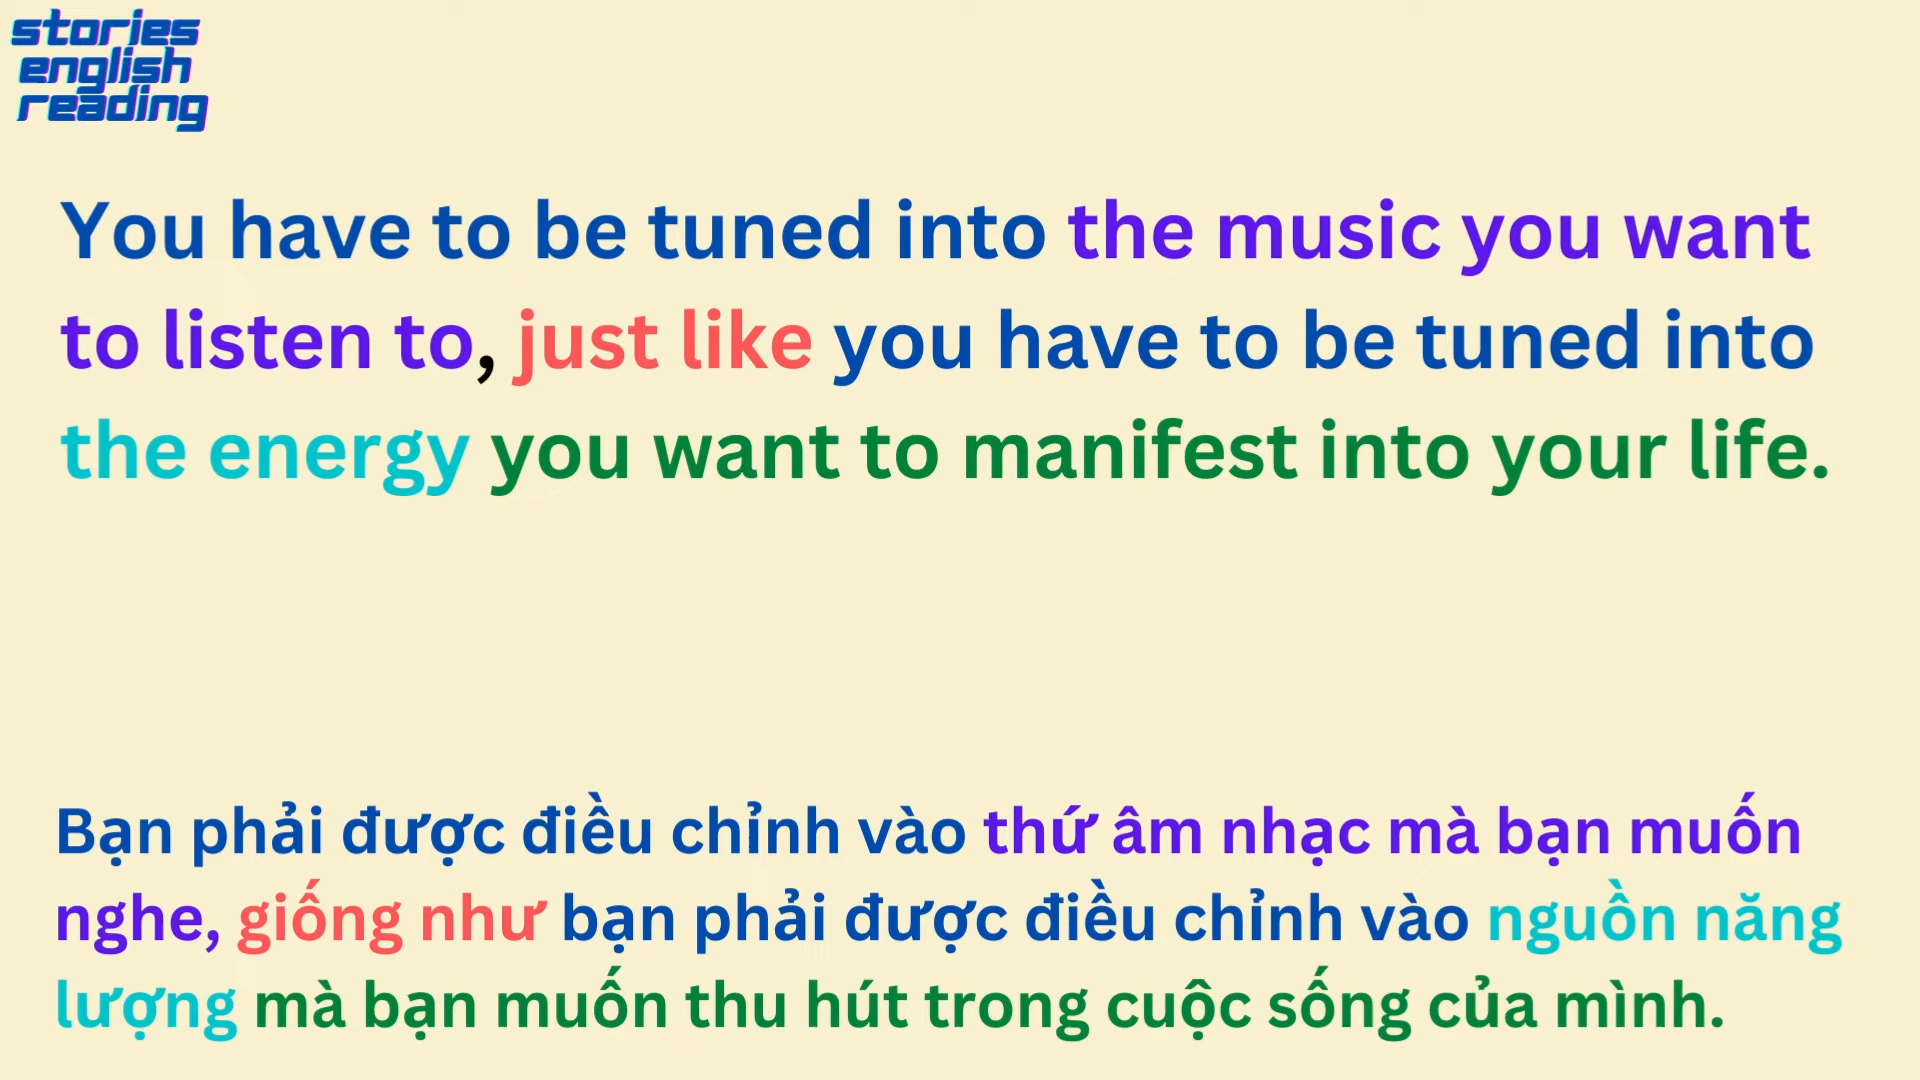 stories
english
reading
You have to be tuned into the music you want
to listen to, just like you have to be tuned into
the energy you want to manifest into your life.
Bạn phải được điều chỉnh vào thứ âm nhạc mà bạn muốn
nghe, giống như bạn phải được điều chỉnh vào nguồn năng
lượng mà bạn muốn thu hút trong cuộc sống của mình.